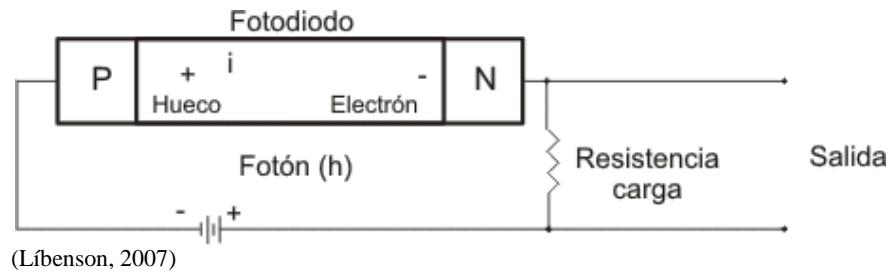 Fotodiodo
P + i - N
Hueco Electrón
Fotón (h)
Resistencia
carga
Salida
- +
(Líbenson, 2007)